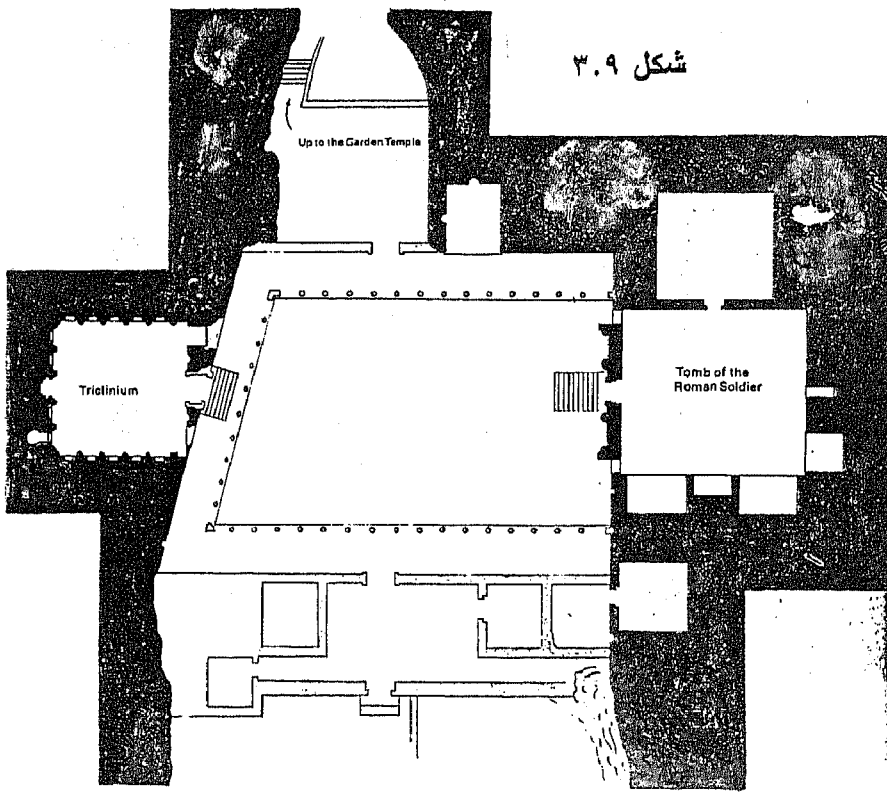 شكل ٣.٩
Up to the Garden Temple
Triclinium
Tomb of the
Roman Soldier